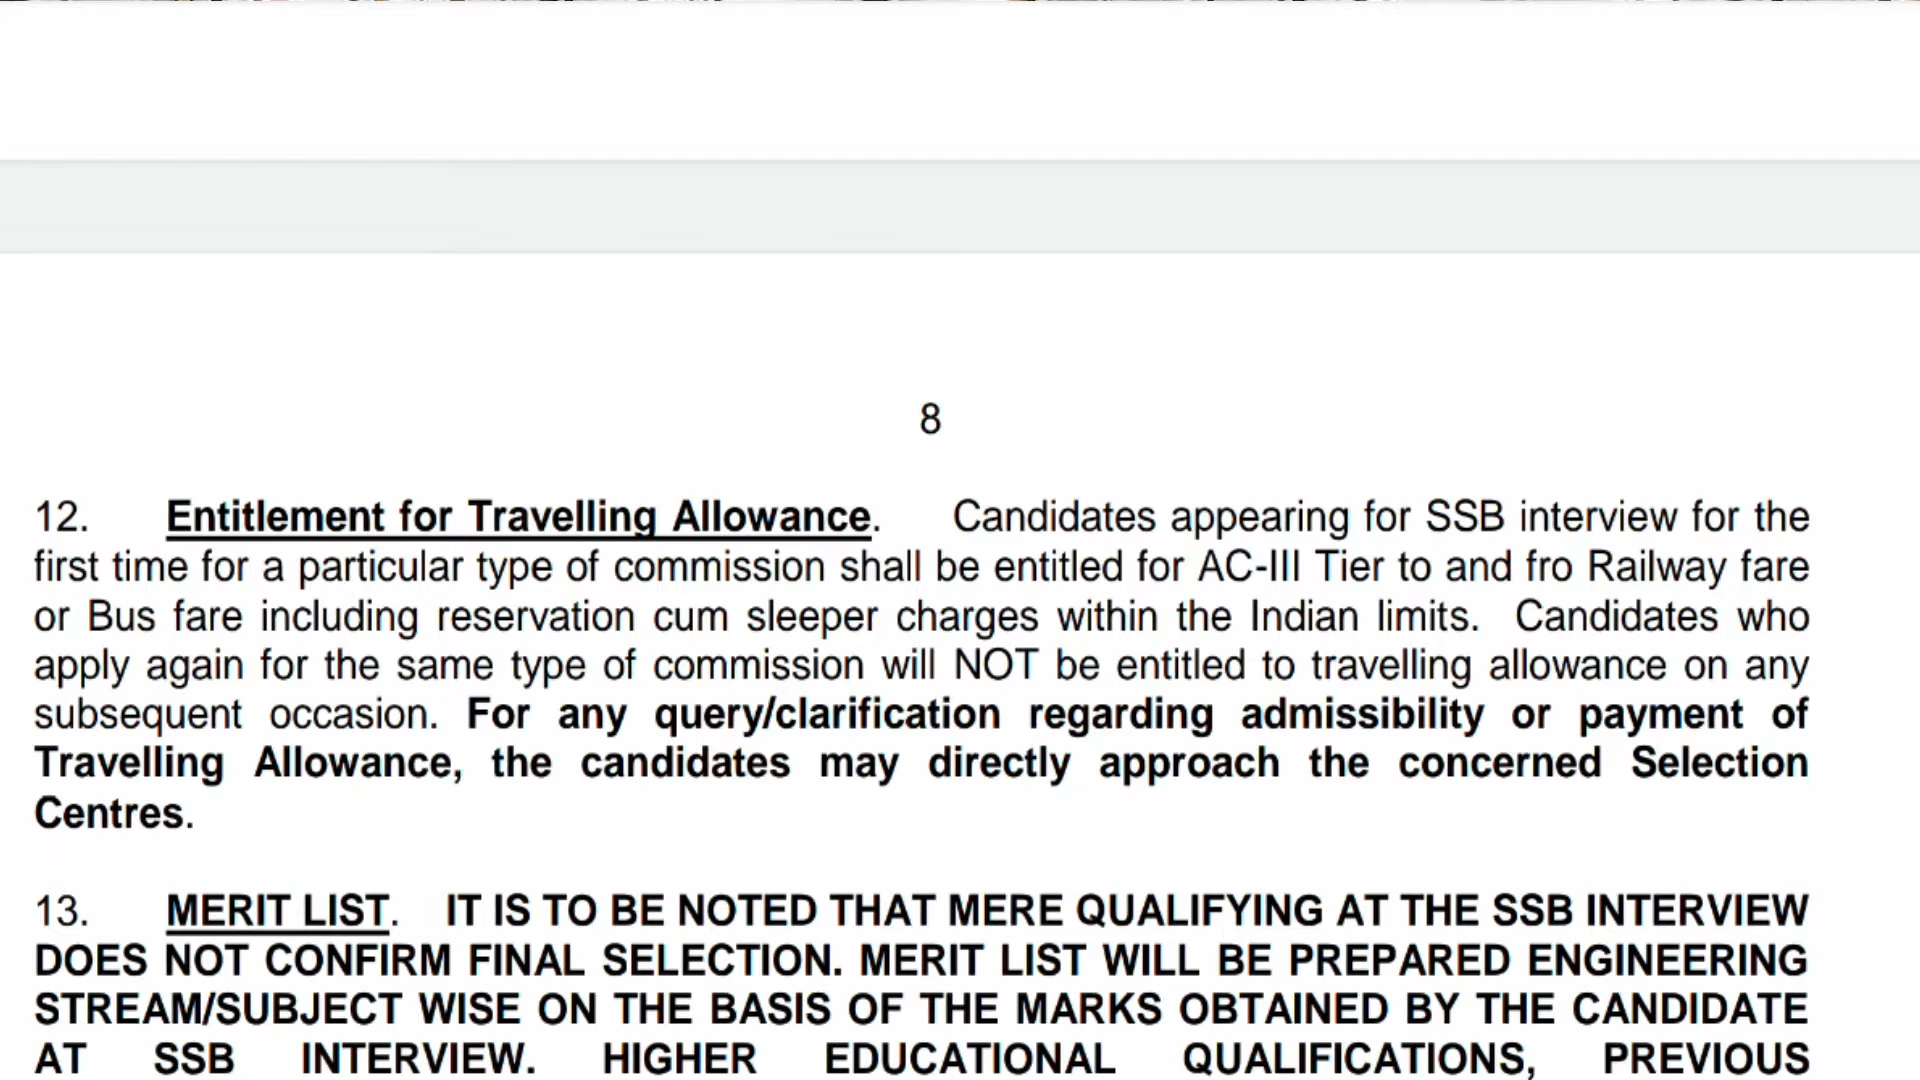 8
12. Entitlement for Travelling Allowance. Candidates appearing for SSB interview for the
first time for a particular type of commission shall be entitled for AC-III Tier to and fro Railway fare
or Bus fare including reservation cum sleeper charges within the Indian limits. Candidates who
apply again for the same type of commission will NOT be entitled to travelling allowance on any
subsequent occasion. For any query/clarification regarding admissibility or payment of
Travelling Allowance, the candidates may directly approach the concerned Selection
Centres.
13. MERIT LIST. IT IS TO BE NOTED THAT MERE QUALIFYING AT THE SSB INTERVIEW
DOES NOT CONFIRM FINAL SELECTION. MERIT LIST WILL BE PREPARED ENGINEERING
STREAM/SUBJECT WISE ON THE BASIS OF THE MARKS OBTAINED BY THE CANDIDATE
AT SSB INTERVIEW. HIGHER EDUCATIONAL QUALIFICATIONS, PREVIOUS